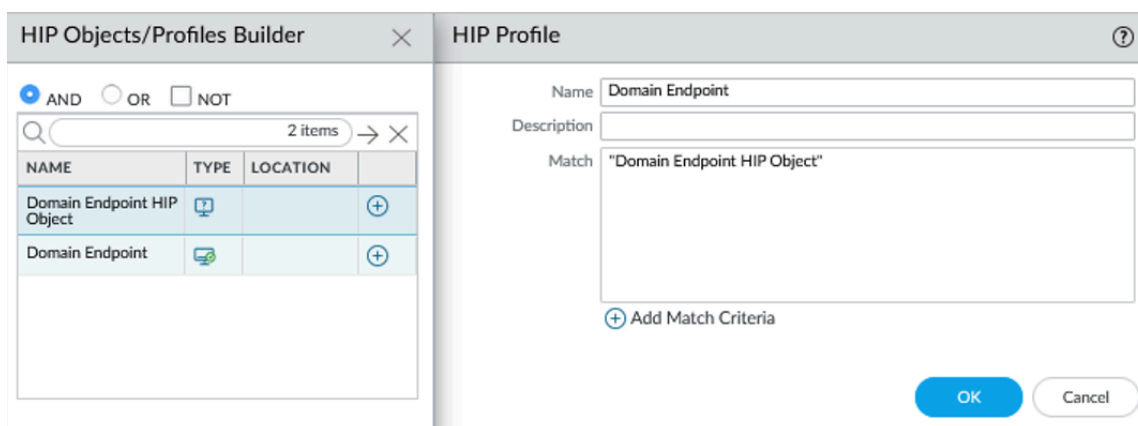 HIP Objects/Profiles Builder
AND OR NOT
2 items
NAME TYPE LOCATION
Domain Endpoint HIP
Object
Domain Endpoint
HIP Profile
Name Domain Endpoint
Description
Match "Domain Endpoint HIP Object"
Add Match Criteria
OK Cancel